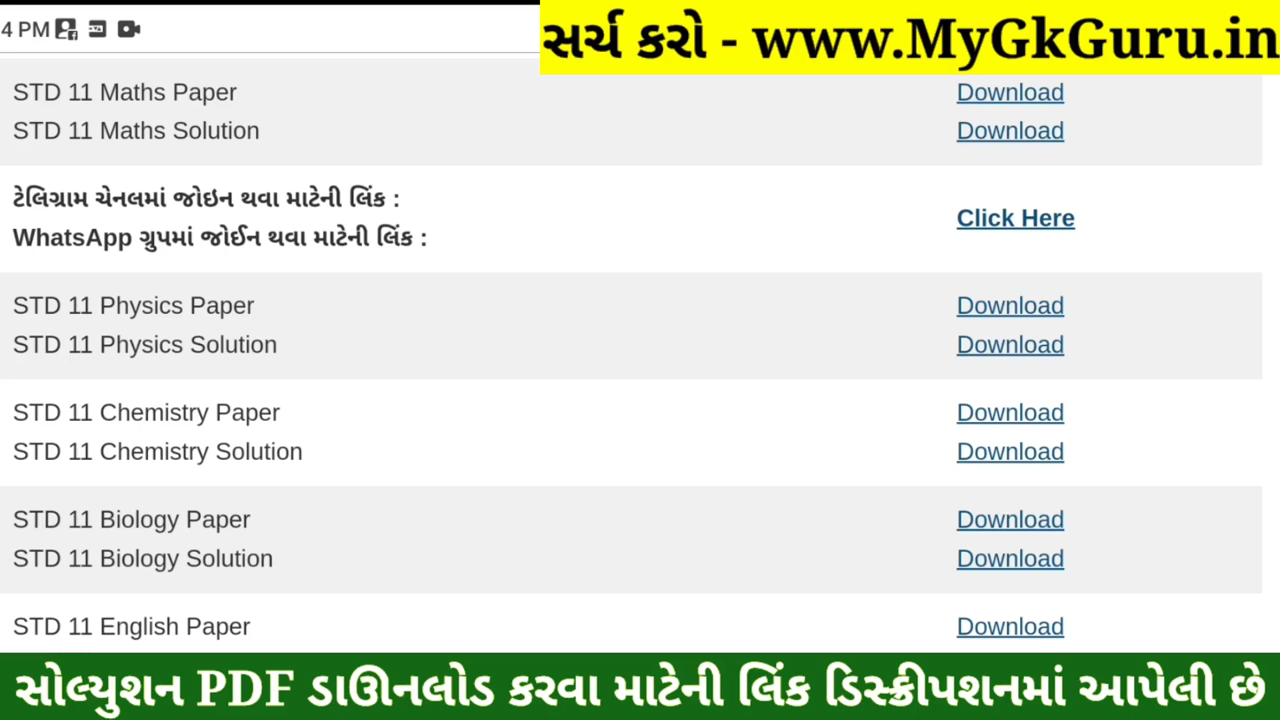 4 PM
સર્ચ કરો - www.MyGkGuru.in
STD 11 Maths Paper Download
STD 11 Maths Solution Download
ટેલિગ્રામ ચેનલમાં જોઇન થવા માટેની લિંક :
Click Here
WhatsApp ગ્રુપમાં જોઈન થવા માટેની લિંક :
STD 11 Physics Paper Download
STD 11 Physics Solution Download
STD 11 Chemistry Paper Download
STD 11 Chemistry Solution Download
STD 11 Biology Paper Download
STD 11 Biology Solution Download
STD 11 English Paper Download
સોલ્યુશન PDF ડાઊનલોડ કરવા માટેની લિંક ડિસ્ક્રીપશનમાં આપેલી છે